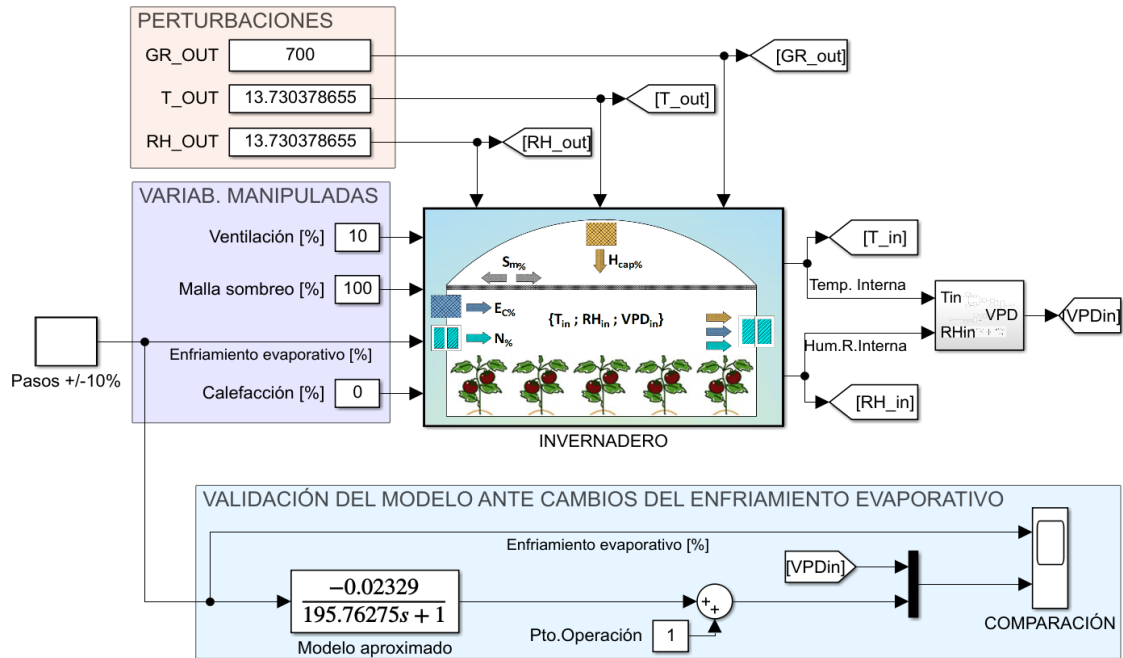 PERTURBACIONES
GR_OUT
700
[GR_out]
T_OUT
13.730378655
[T_out]
RH_OUT
13.730378655
[RH_out]
VARIAB. MANIPULADAS
Ventilación [%]
10
Malla sombreo [%]
100
Enfriamiento evaporativo [%]
Calefacción [%]
0
Pasos +/-10%
Sm%
Hcap%
EC%
N%
{Tin ; RHin ; VPDin}
INVERNADERO
[T_in]
Temp. Interna
Tin
VPD
RHin
[VPDin]
Hum.R.Interna
[RH_in]
VALIDACIÓN DEL MODELO ANTE CAMBIOS DEL ENFRIAMIENTO EVAPORATIVO
Enfriamiento evaporativo [%]
[VPDin]
−0.02329
195.76275s + 1
Modelo aproximado
+
+
Pto.Operación
1
COMPARACIÓN